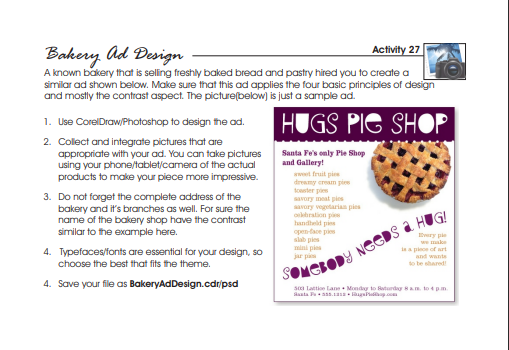 Bakery Ad Design
Activity 27
A known bakery that is selling freshly baked bread and pastry hired you to create a
similar ad shown below. Make sure that this ad applies the four basic principles of design
and mostly the contrast aspect. The picture(below) is just a sample ad.
1. Use CorelDraw/Photoshop to design the ad.
2. Collect and integrate pictures that are
appropriate with your ad. You can take pictures
using your phone/tablet/camera of the actual
products to make your piece more impressive.
3. Do not forget the complete address of the
bakery and it's branches as well. For sure the
name of the bakery shop have the contrast
similar to the example here.
4. Typefaces/fonts are essential for your design, so
choose the best that fits the theme.
4. Save your file as BakeryAdDesign.cdr/psd
HUGS PIE SHOP
Santa Fe's only Pie Shop
and Gallery!
sweet fruit pies
dreamy cream pies
toaster pies
savory meat pies
savory vegetarian pies
celebration pies
handheld pies
open-face pies
slab pies
mini pies
jar pies
SOMEBODY NEEDS A HUG!
Every pie
we make
is a piece of art
and wants
to be shared!
503 Lattice Lane • Monday to Saturday 8 a.m. to 4 p.m.
Santa Fe • 555.1212 • HugsPieShop.com